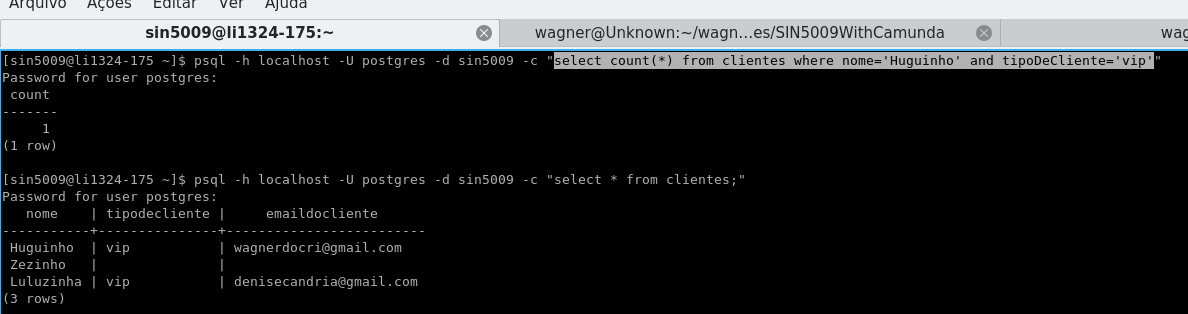 Arquivo Ações Editar Ver Ajuda
sin5009@li1324-175:~ wagner@Unknown:~/wagn...es/SIN5009WithCamunda wag
[sin5009@li1324-175 ~]$ psql -h localhost -U postgres -d sin5009 -c "select count(*) from clientes where nome='Huguinho' and tipoDeCliente='vip'"
Password for user postgres:
 count
-------
     1
(1 row)

[sin5009@li1324-175 ~]$ psql -h localhost -U postgres -d sin5009 -c "select * from clientes;"
Password for user postgres:
   nome    | tipodecliente |     emaildocliente
-----------+---------------+-------------------------
 Huguinho  | vip           | wagnerdocri@gmail.com
 Zezinho   |               |
 Luluzinha | vip           | denisecandria@gmail.com
(3 rows)